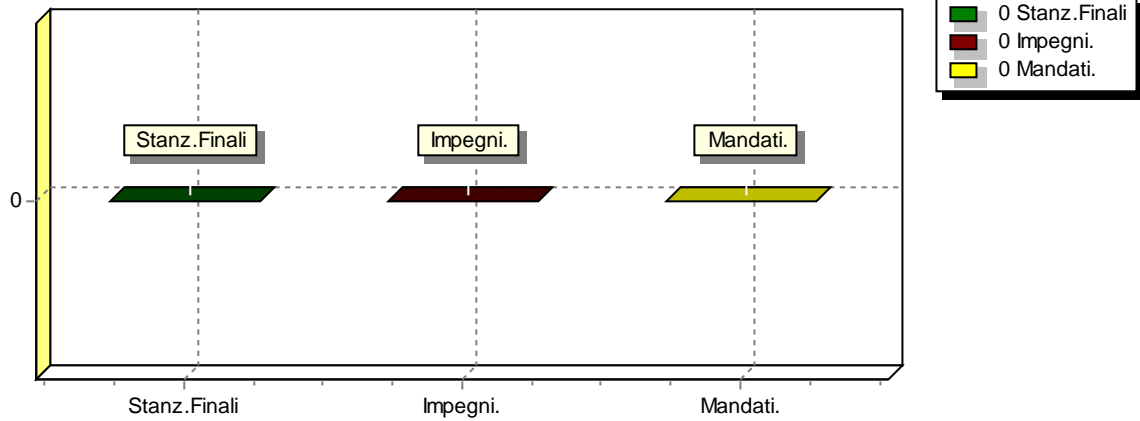 0 Stanz.Finali
0 Impegni.
0 Mandati.
Stanz.Finali
Impegni.
Mandati.
0
Stanz.Finali
Impegni.
Mandati.